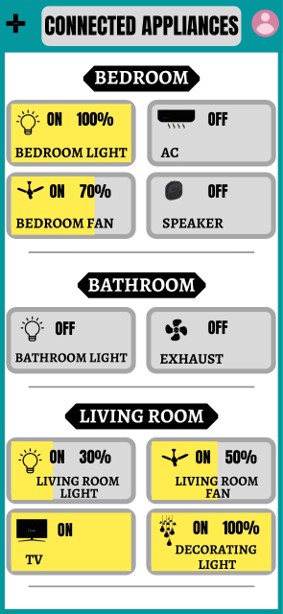 + CONNECTED APPLIANCES
BEDROOM
ON 100%
BEDROOM LIGHT
OFF
AC
ON 70%
BEDROOM FAN
OFF
SPEAKER
BATHROOM
OFF
BATHROOM LIGHT
OFF
EXHAUST
LIVING ROOM
ON 30%
LIVING ROOM
LIGHT
ON 50%
LIVING ROOM
FAN
ON
TV
ON 100%
DECORATING
LIGHT